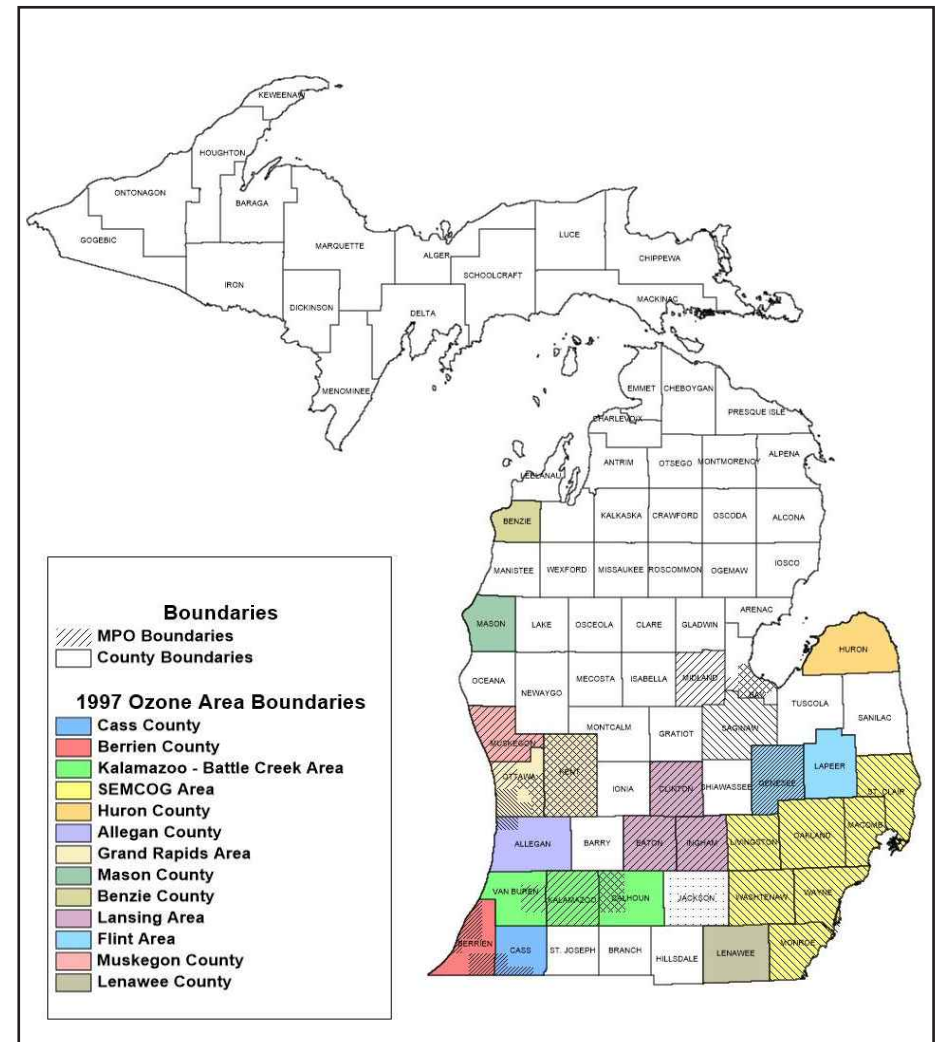 KEWEENAW
HOUGHTON
ONTONAGON
BARAGA
GOGEBIC
MARQUETTE
LUCE
ALGER
CHIPPEWA
SCHOOLCRAFT
IRON
MACKINAC
DICKINSON
DELTA
MENOMINEE
EMMET
CHEBOYGAN
PRESQUE ISLE
CHARLEVOIX
ANTRIM
OTSEGO
MONTMORENCY
ALPENA
LEELANAU
BENZIE
KALKASKA
CRAWFORD
OSCODA
ALCONA
MANISTEE
WEXFORD
MISSAUKEE
ROSCOMMON
OGEMAW
IOSCO
ARENAC
MASON
LAKE
OSCEOLA
CLARE
GLADWIN
HURON
OCEANA
NEWAYGO
MECOSTA
ISABELLA
MIDLAND
BAY
TUSCOLA
SANILAC
MONTCALM
GRATIOT
SAGINAW
MUSKEGON
OTTAWA
KENT
IONIA
CLINTON
SHIAWASSEE
GENESEE
LAPEER
ST. CLAIR
MACOMB
OAKLAND
LIVINGSTON
ALLEGAN
BARRY
EATON
INGHAM
VAN BUREN
KALAMAZOO
CALHOUN
JACKSON
WASHTENAW
WAYNE
BERRIEN
CASS
ST. JOSEPH
BRANCH
HILLSDALE
LENAWEE
MONROE
Boundaries
MPO Boundaries
County Boundaries
1997 Ozone Area Boundaries
Cass County
Berrien County
Kalamazoo - Battle Creek Area
SEMCOG Area
Huron County
Allegan County
Grand Rapids Area
Mason County
Benzie County
Lansing Area
Flint Area
Muskegon County
Lenawee County